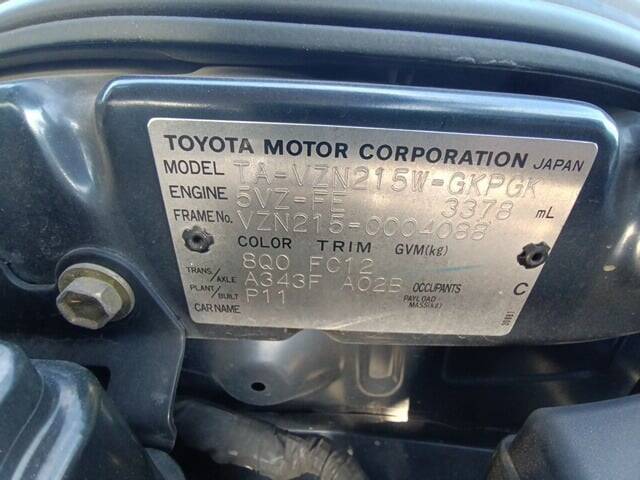 TOYOTA MOTOR CORPORATION JAPAN
MODEL TA-VZN215W-GKPGK
ENGINE 5VZ-FE 3378 mL
FRAME No. VZN215-0004088
COLOR TRIM GVM(kg)
8Q0 FC12
TRANS/AXLE A343F A02B OCCUPANTS C
PLANT/BUILT P11 PAYLOAD MASS(kg)
CAR NAME